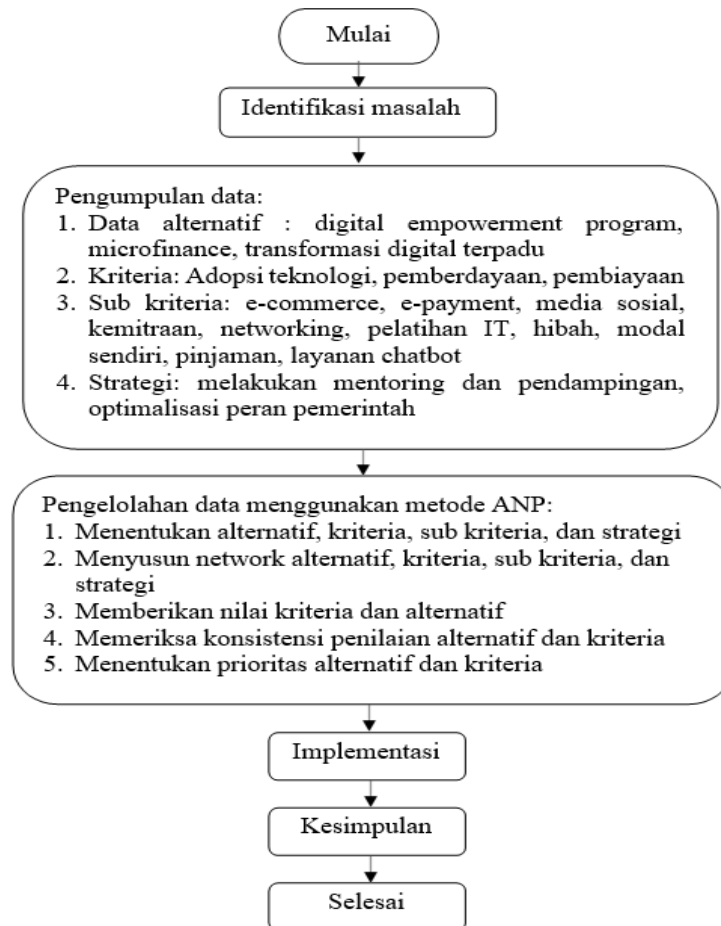 Mulai
Identifikasi masalah
Pengumpulan data:
1. Data alternatif : digital empowerment program,
microfinance, transformasi digital terpadu
2. Kriteria: Adopsi teknologi, pemberdayaan, pembiayaan
3. Sub kriteria: e-commerce, e-payment, media sosial,
kemitraan, networking, pelatihan IT, hibah, modal
sendiri, pinjaman, layanan chatbot
4. Strategi: melakukan mentoring dan pendampingan,
optimalisasi peran pemerintah
Pengelolahan data menggunakan metode ANP:
1. Menentukan alternatif, kriteria, sub kriteria, dan strategi
2. Menyusun network alternatif, kriteria, sub kriteria, dan
strategi
3. Memberikan nilai kriteria dan alternatif
4. Memeriksa konsistensi penilaian alternatif dan kriteria
5. Menentukan prioritas alternatif dan kriteria
Implementasi
Kesimpulan
Selesai